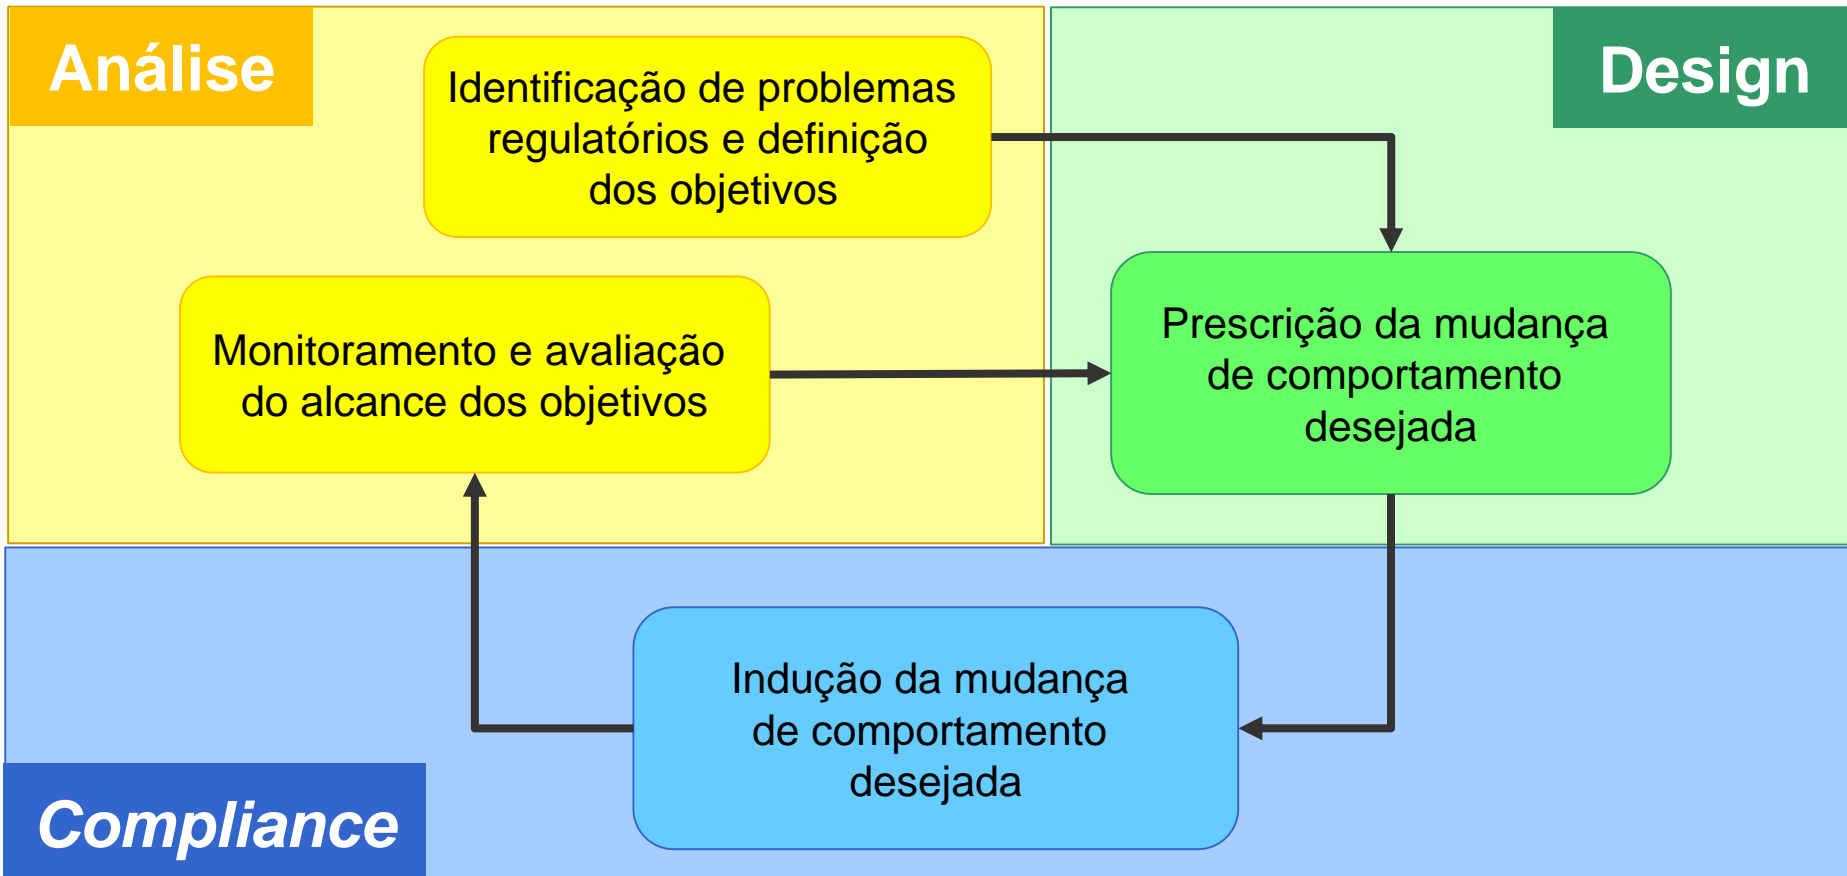 Análise
Identificação de problemas
regulatórios e definição
dos objetivos
Design
Monitoramento e avaliação
do alcance dos objetivos
Prescrição da mudança
de comportamento
desejada
Indução da mudança
de comportamento
desejada
Compliance